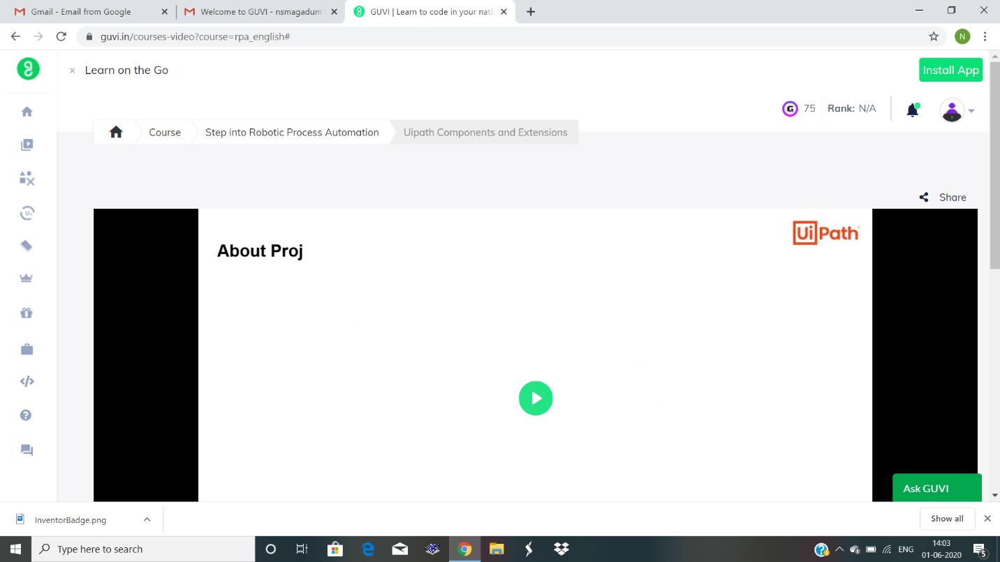 Gmail - Email from Google
Welcome to GUVI - nsmagadum
GUVI | Learn to code in your nati
guvi.in/courses-video?course=rpa_english#
N
Learn on the Go
Install App
G 75 Rank: N/A
Course Step into Robotic Process Automation Uipath Components and Extensions
Share
UiPath
About Proj
Ask GUVI
InventorBadge.png
Show all
Type here to search
ENG
14:03
01-06-2020
5